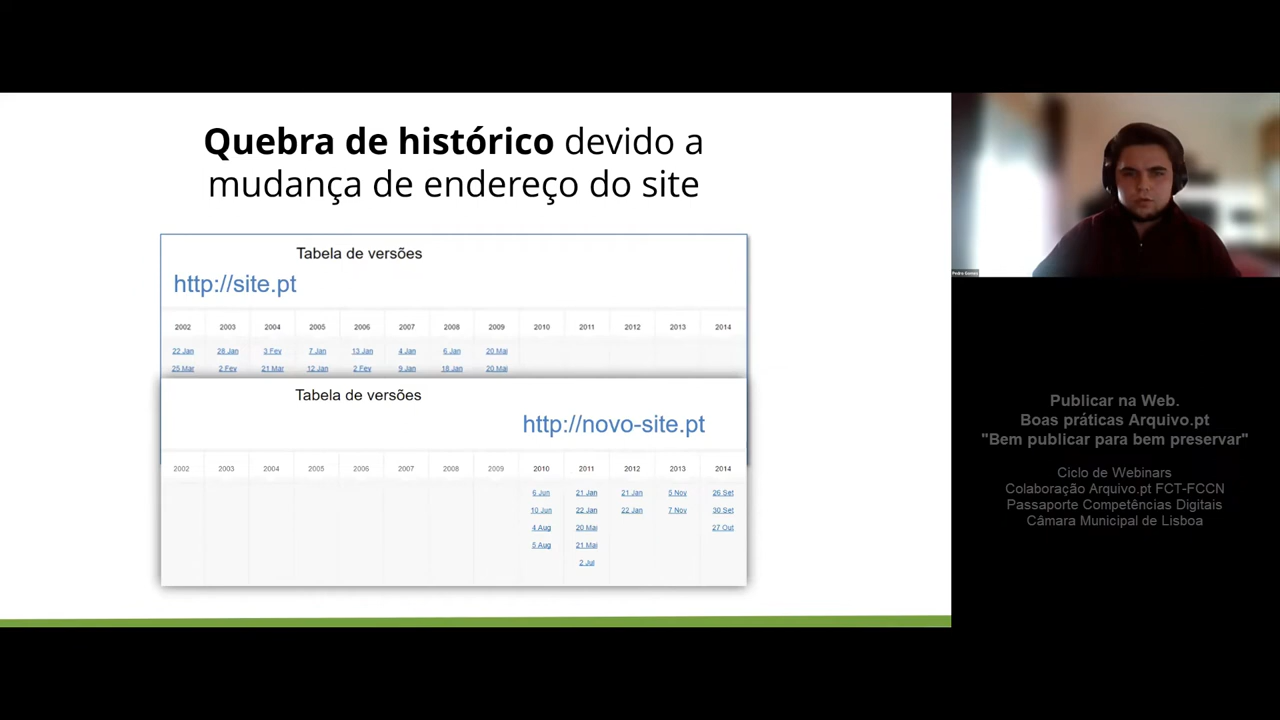 Quebra de histórico devido a
mudança de endereço do site
Tabela de versões
http://site.pt
2002 2003 2004 2005 2006 2007 2008 2009 2010 2011 2012 2013 2014
22 Jan 28 Jan 3 Fev 7 Jan 13 Jan 4 Jan 6 Jan 20 Mai
25 Mar 2 Fev 21 Mar 12 Jan 2 Fev 9 Jan 18 Jan 20 Mai
Tabela de versões
http://novo-site.pt
2002 2003 2004 2005 2006 2007 2008 2009 2010 2011 2012 2013 2014
6 Jun 21 Jan 21 Jan 5 Nov 26 Set
10 Jun 22 Jan 22 Jan 7 Nov 30 Set
4 Aug 20 Mai 27 Out
5 Aug 21 Mai
2 Jul
Pedro Gomes
Publicar na Web.
Boas práticas Arquivo.pt
"Bem publicar para bem preservar"
Ciclo de Webinars
Colaboração Arquivo.pt FCT-FCCN
Passaporte Competências Digitais
Câmara Municipal de Lisboa